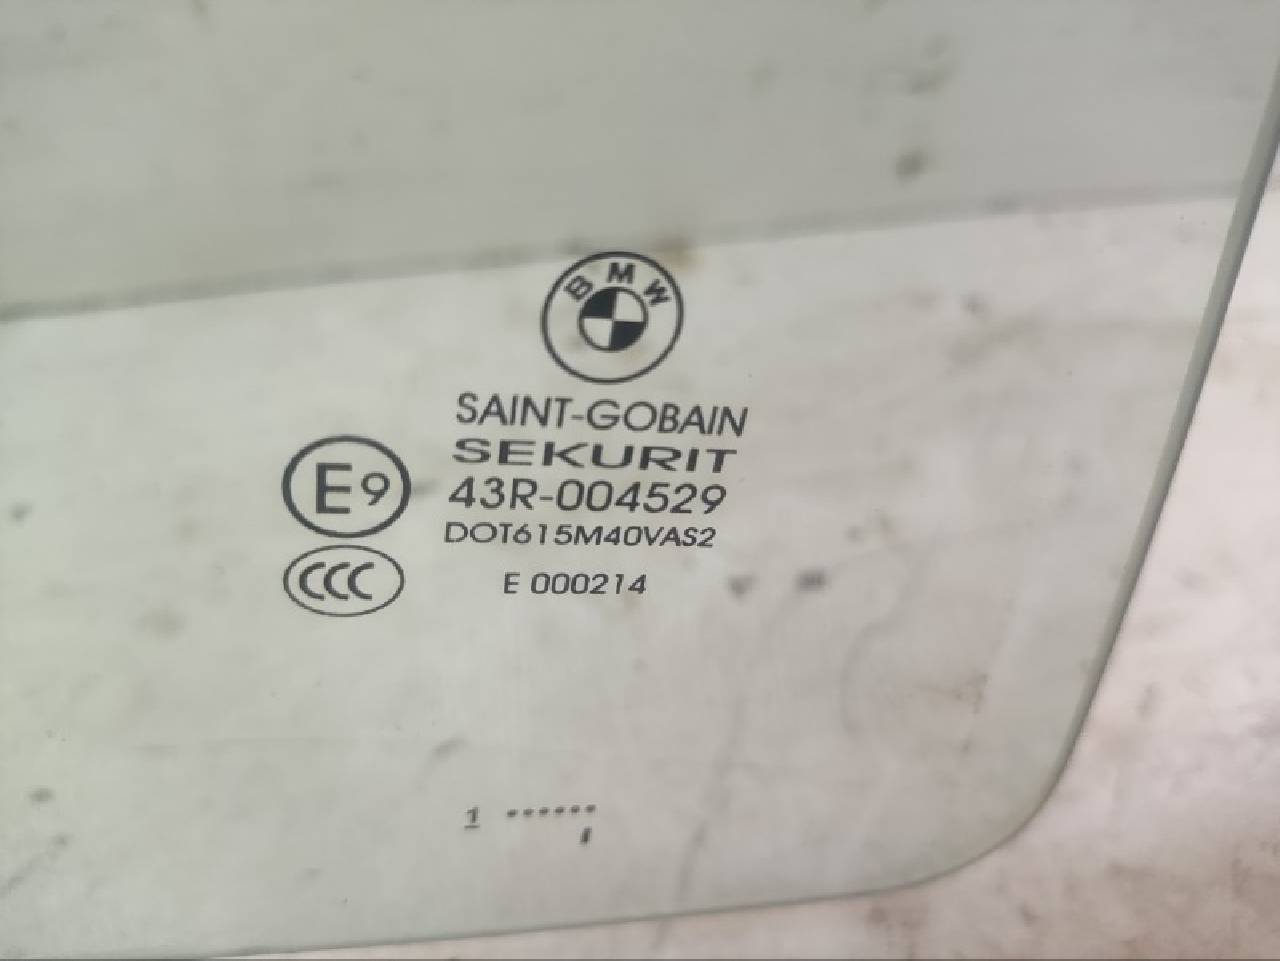 BMW
SAINT-GOBAIN
SEKURIT
E9
43R-004529
DOT615M40VAS2
CCC
E 000214
1 ••••••